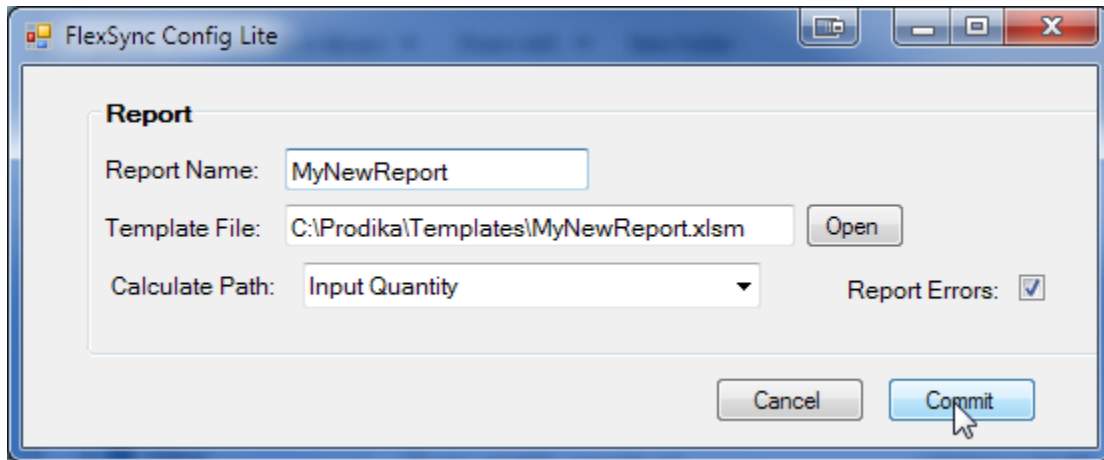 FlexSync Config Lite
Report
Report Name: MyNewReport
Template File: C:\Prodika\Templates\MyNewReport.xlsm Open
Calculate Path: Input Quantity Report Errors:
Cancel Commit